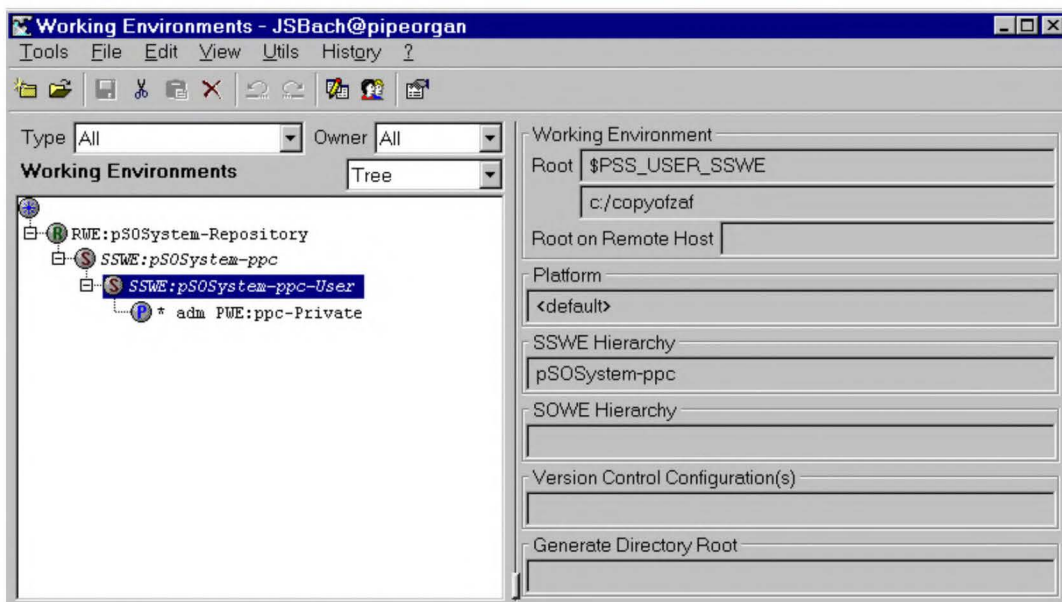 Working Environments - JSBach@pipeorgan
Tools File Edit View Utils History ?
Type All Owner All
Working Environments Tree
RWE:pSOSystem-Repository
SSWE:pSOSystem-ppc
SSWE:pSOSystem-ppc-User
* adm PWE:ppc-Private
Working Environment
Root $PSS_USER_SSWE
c:/copyofzaf
Root on Remote Host
Platform
<default>
SSWE Hierarchy
pSOSystem-ppc
SOWE Hierarchy
Version Control Configuration(s)
Generate Directory Root